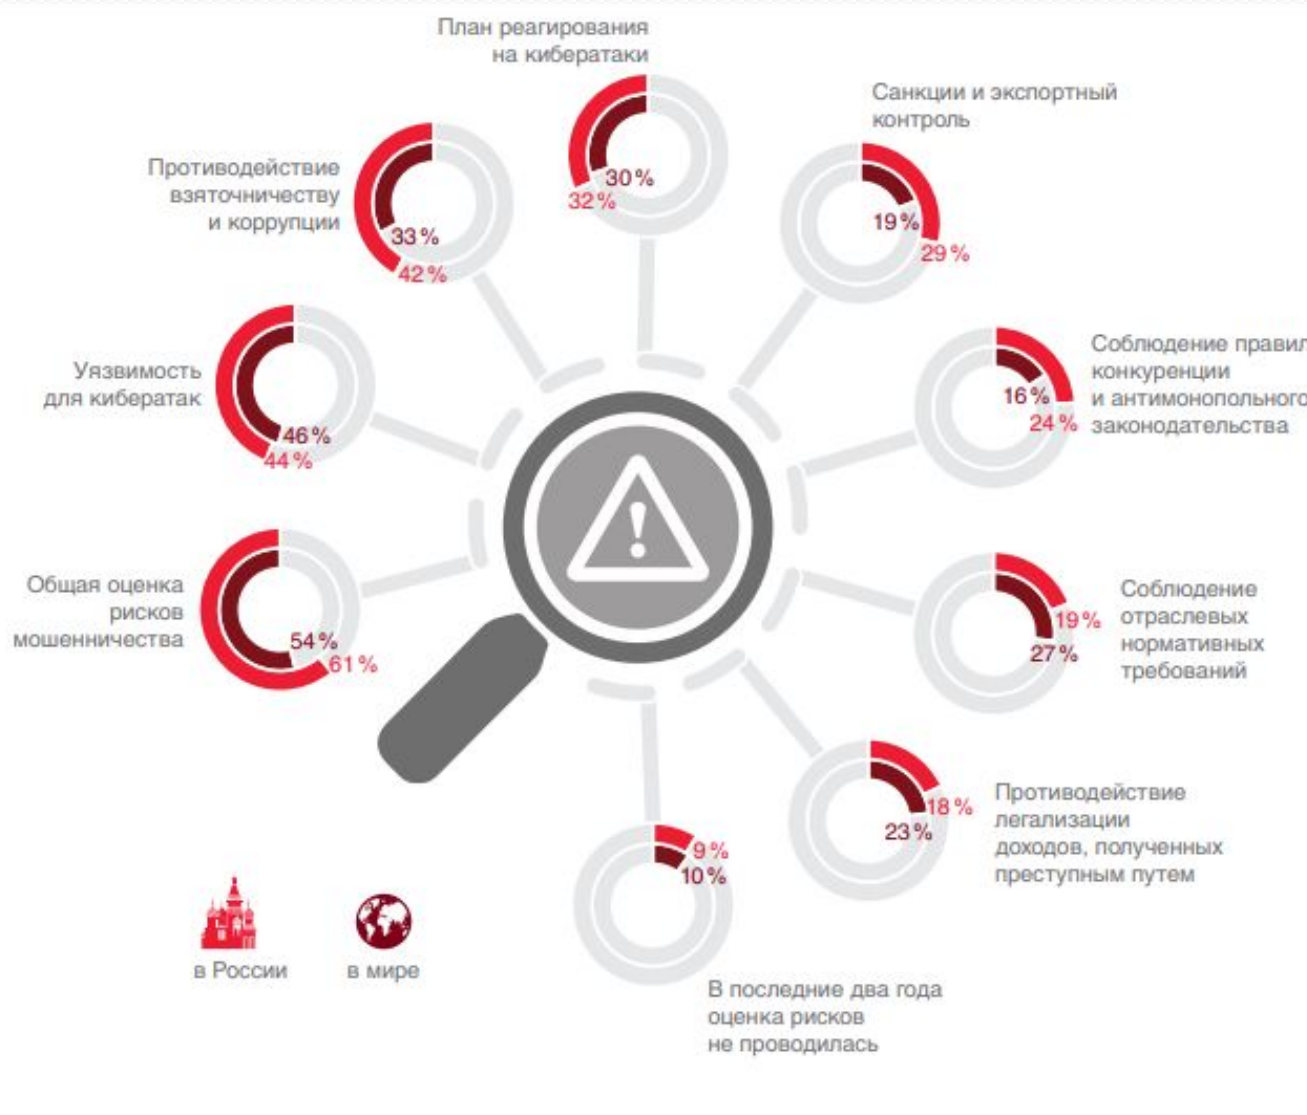 План реагирования
на кибератаки
30 %
32 %
Санкции и экспортный
контроль
19 %
29 %
Противодействие
взяточничеству
и коррупции
33 %
42 %
Соблюдение правил
конкуренции
и антимонопольного
законодательства
16 %
24 %
Уязвимость
для кибератак
46 %
44 %
Общая оценка
рисков
мошенничества
54 %
61 %
Соблюдение
отраслевых
нормативных
требований
19 %
27 %
Противодействие
легализации
доходов, полученных
преступным путем
18 %
23 %
9 %
10 %
В последние два года
оценка рисков
не проводилась
в России
в мире
!